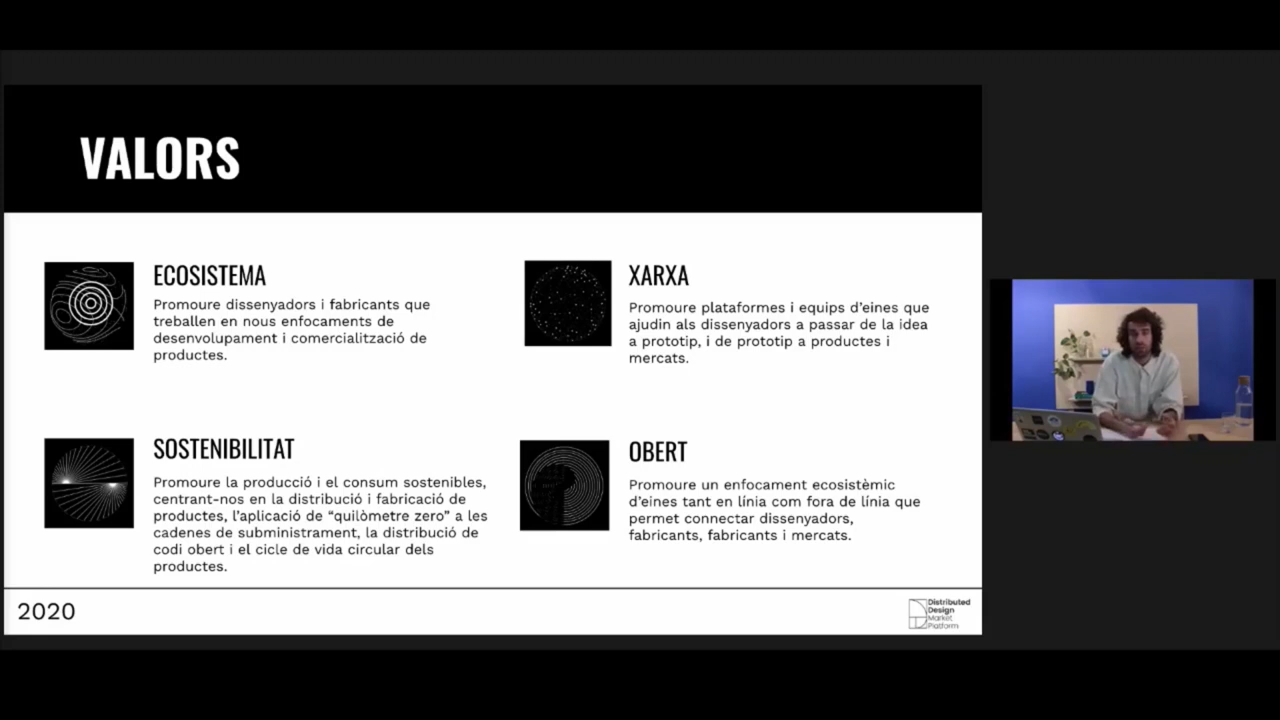 VALORS
ECOSISTEMA
Promoure dissenyadors i fabricants que
treballen en nous enfocaments de
desenvolupament i comercialització de
productes.
XARXA
Promoure plataformes i equips d'eines que
ajudin als dissenyadors a passar de la idea
a prototip, i de prototip a productes i
mercats.
SOSTENIBILITAT
Promoure la producció i el consum sostenibles,
centrant-nos en la distribució i fabricació de
productes, l'aplicació de “quilòmetre zero” a les
cadenes de subministrament, la distribució de
codi obert i el cicle de vida circular dels
productes.
OBERT
Promoure un enfocament ecosistèmic
d'eines tant en línia com fora de línia que
permet connectar dissenyadors,
fabricants, fabricants i mercats.
2020
Distributed
Design
Market
Platform